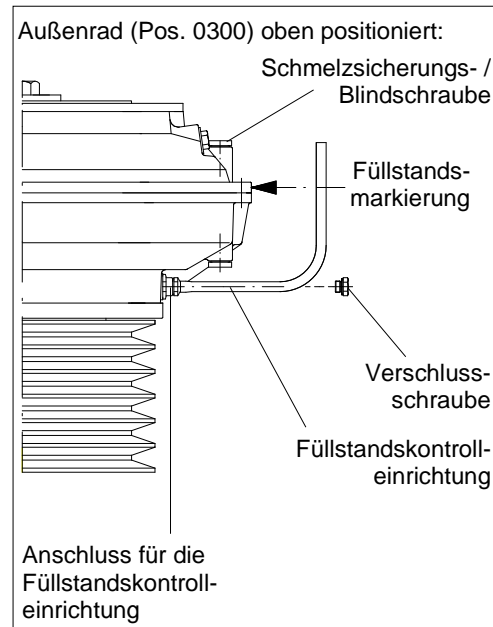 Außenrad (Pos. 0300) oben positioniert:
Schmelzsicherungs- /
Blindschraube
Füllstands-
markierung
Verschluss-
schraube
Füllstandskontroll-
einrichtung
Anschluss für die
Füllstandskontroll-
einrichtung